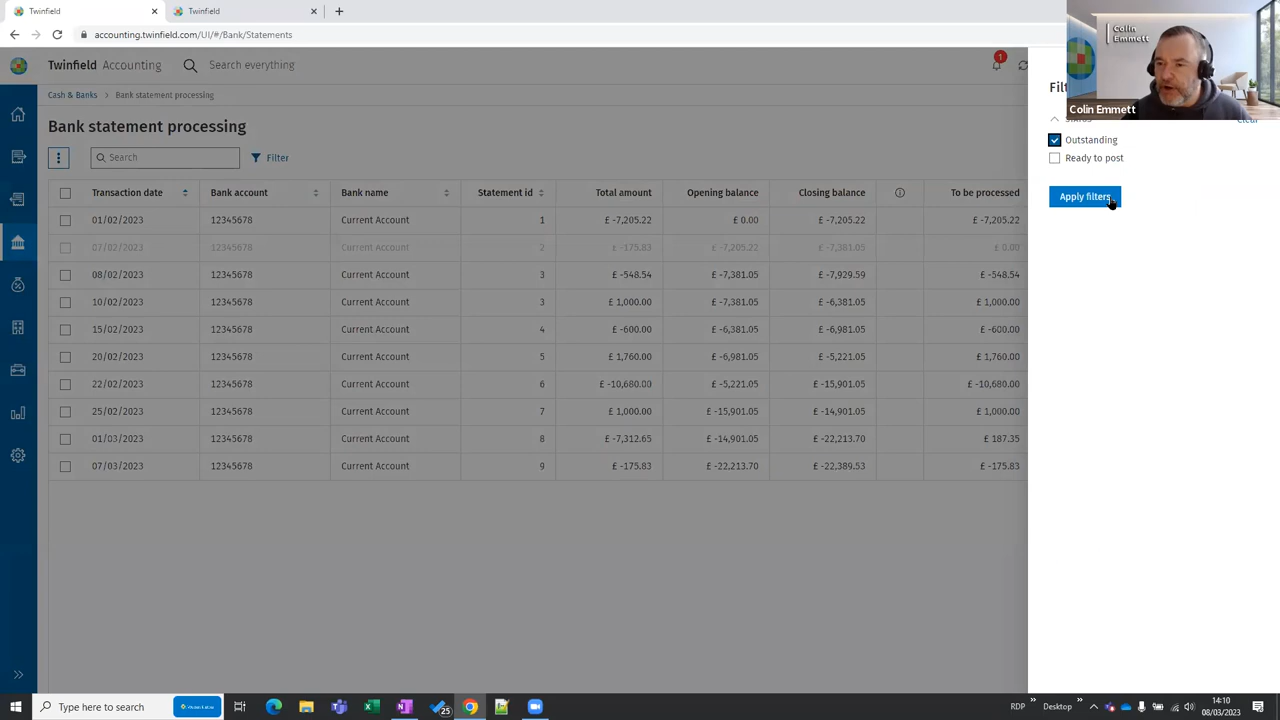 Twinfield
Twinfield
accounting.twinfield.com/UI/#/Bank/Statements
Twinfield Accounting
Search everything
1
Colin
Emmett
Colin Emmett
Cash & Banks > Bank statement processing
Bank statement processing
Search
Filter
Clear
Outstanding
Ready to post
Apply filters
Transaction date Bank account Bank name Statement id Total amount Opening balance Closing balance To be processed
01/02/2023 12345678 Current Account 1 £ -7,205.22 £ 0.00 £ -7,205.22 £ -7,205.22
07/02/2023 12345678 Current Account 2 £ -175.83 £ -7,205.22 £ -7,381.05 £ 0.00
08/02/2023 12345678 Current Account 3 £ -548.54 £ -7,381.05 £ -7,929.59 £ -548.54
10/02/2023 12345678 Current Account 3 £ 1,000.00 £ -7,381.05 £ -6,381.05 £ 1,000.00
15/02/2023 12345678 Current Account 4 £ -600.00 £ -6,381.05 £ -6,981.05 £ -600.00
20/02/2023 12345678 Current Account 5 £ 1,760.00 £ -6,981.05 £ -5,221.05 £ 1,760.00
22/02/2023 12345678 Current Account 6 £ -10,680.00 £ -5,221.05 £ -15,901.05 £ -10,680.00
25/02/2023 12345678 Current Account 7 £ 1,000.00 £ -15,901.05 £ -14,901.05 £ 1,000.00
01/03/2023 12345678 Current Account 8 £ -7,312.65 £ -14,901.05 £ -22,213.70 £ 187.35
07/03/2023 12345678 Current Account 9 £ -175.83 £ -22,213.70 £ -22,389.53 £ -175.83
Type here to search
25
RDP
Desktop
14:10
08/03/2023